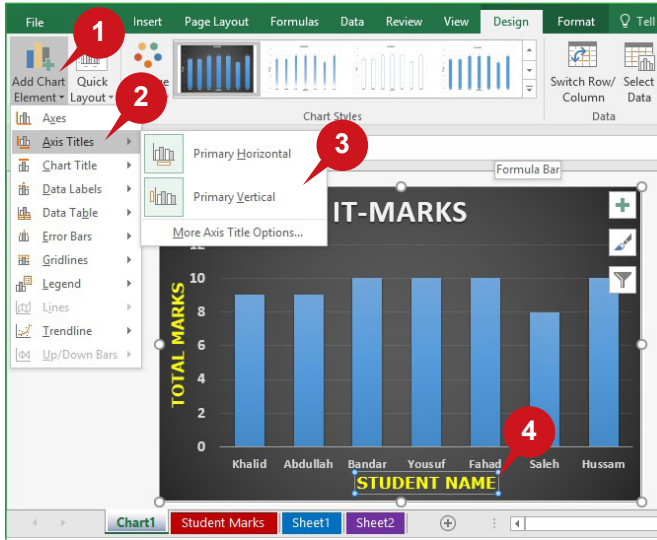 File Insert Page Layout Formulas Data Review View Design Format Tell
1
Add Chart Element Quick Layout
Switch Row/ Column Select Data
2
Chart Styles Data
Axes
Axis Titles
Chart Title
Data Labels
Data Table
Error Bars
Gridlines
Legend
Lines
Trendline
Up/Down Bars
3
Primary Horizontal
Primary Vertical
More Axis Title Options...
Formula Bar
IT-MARKS
12
10
8
6
4
2
0
TOTAL MARKS
Khalid Abdullah Bandar Yousuf Fahad Saleh Hussam
4
STUDENT NAME
Chart1 Student Marks Sheet1 Sheet2